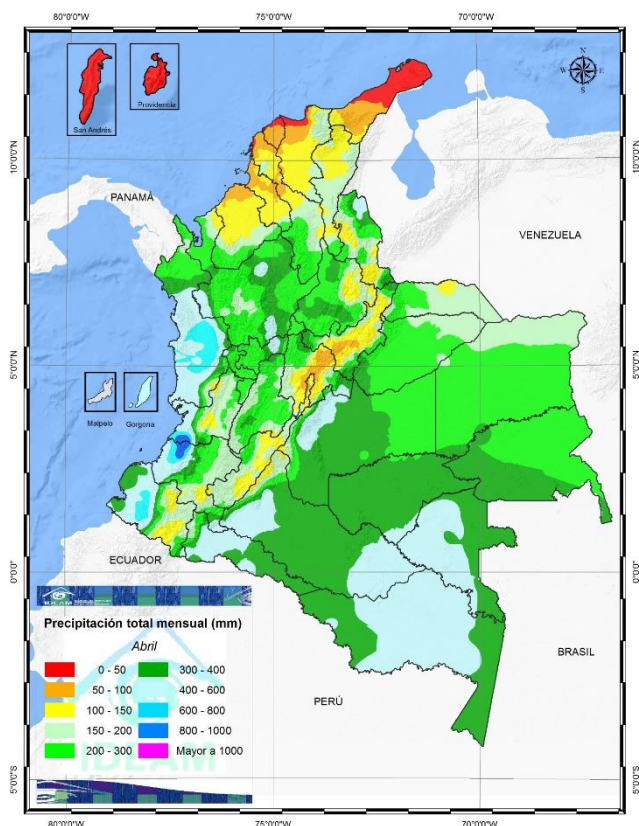 80°0'0"W 75°0'0"W 70°0'0"W
N
W E
S
San Andrés
Providencia
10°0'0"N 10°0'0"N
PANAMÁ
VENEZUELA
5°0'0"N 5°0'0"N
Malpelo
Gorgona
ECUADOR
0°0'0" 0°0'0"
IDEAM
Precipitación total mensual (mm)
Abril
0 - 50 300 - 400
50 - 100 400 - 600
100 - 150 600 - 800
150 - 200 800 - 1000
200 - 300 Mayor a 1000
IDEAM
BRASIL
PERÚ
5°0'0"S 5°0'0"S
80°0'0"W 75°0'0"W 70°0'0"W